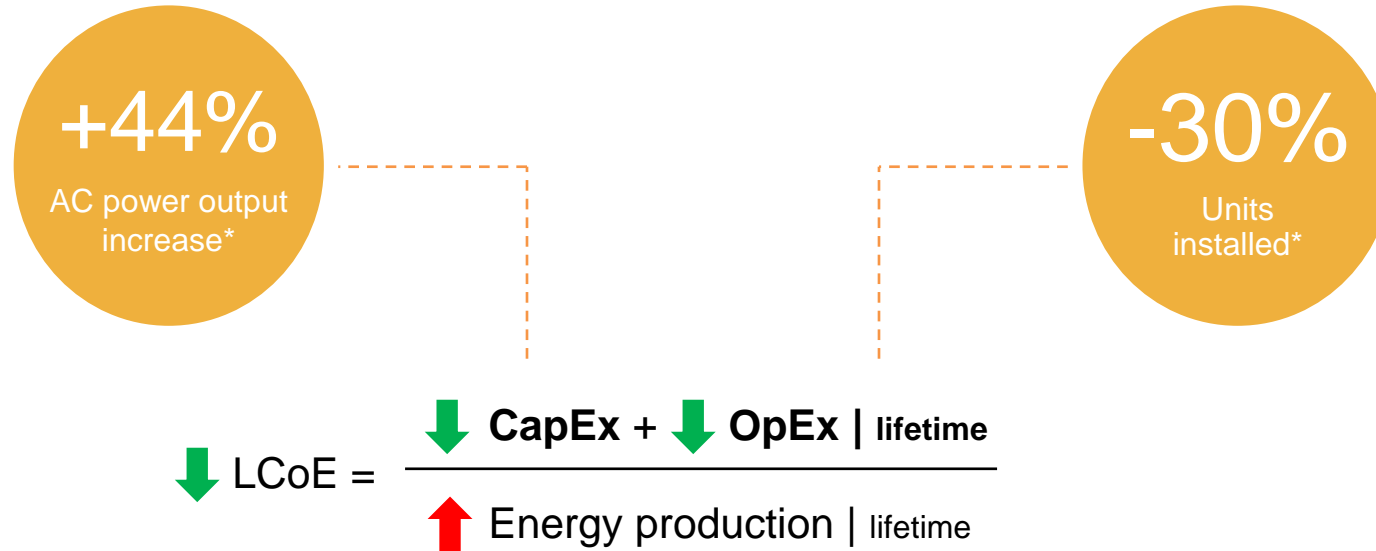 +44%
AC power output
increase*
-30%
Units
installed*
CapEx + OpEx | lifetime
LCoE =
Energy production | lifetime